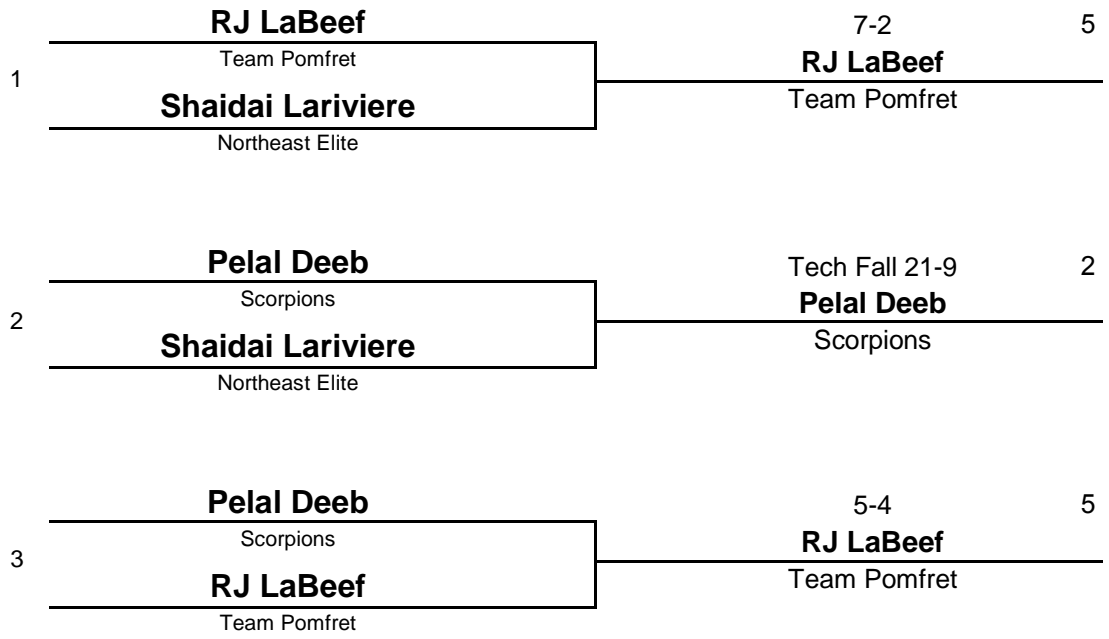 RJ LaBeef
Team Pomfret
1
Shaidai Lariviere
Northeast Elite
7-2 5
RJ LaBeef
Team Pomfret
Pelal Deeb
Scorpions
2
Shaidai Lariviere
Northeast Elite
Tech Fall 21-9 2
Pelal Deeb
Scorpions
Pelal Deeb
Scorpions
3
RJ LaBeef
Team Pomfret
5-4 5
RJ LaBeef
Team Pomfret